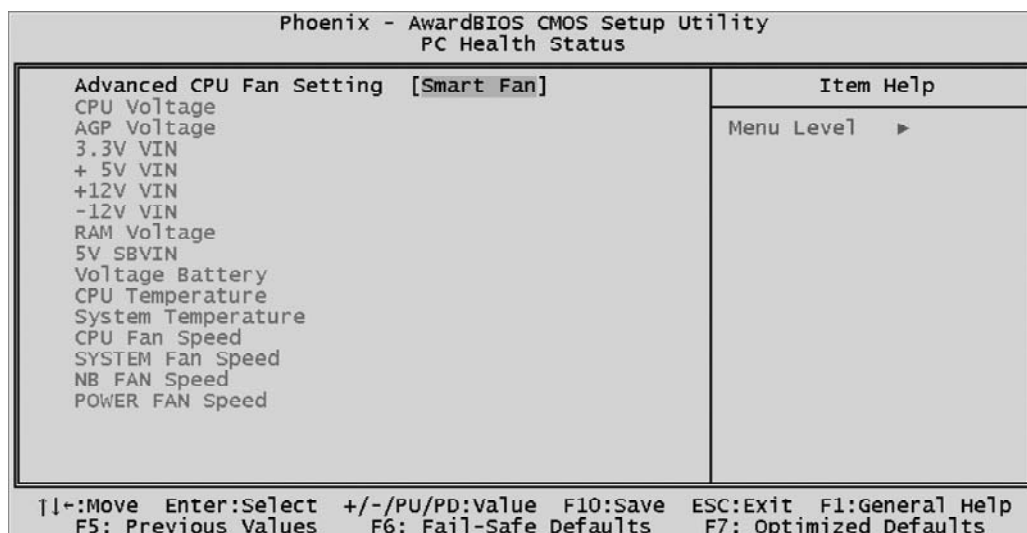 Phoenix - AwardBIOS CMOS Setup Utility
PC Health Status
Advanced CPU Fan Setting [Smart Fan]
CPU Voltage
AGP Voltage
3.3V VIN
+ 5V VIN
+12V VIN
-12V VIN
RAM Voltage
5V SBVIN
Voltage Battery
CPU Temperature
System Temperature
CPU Fan Speed
SYSTEM Fan Speed
NB FAN Speed
POWER FAN Speed
Item Help
Menu Level ►
↑↓←:Move Enter:Select +/-/PU/PD:Value F10:Save ESC:Exit F1:General Help
F5: Previous Values F6: Fail-Safe Defaults F7: Optimized Defaults